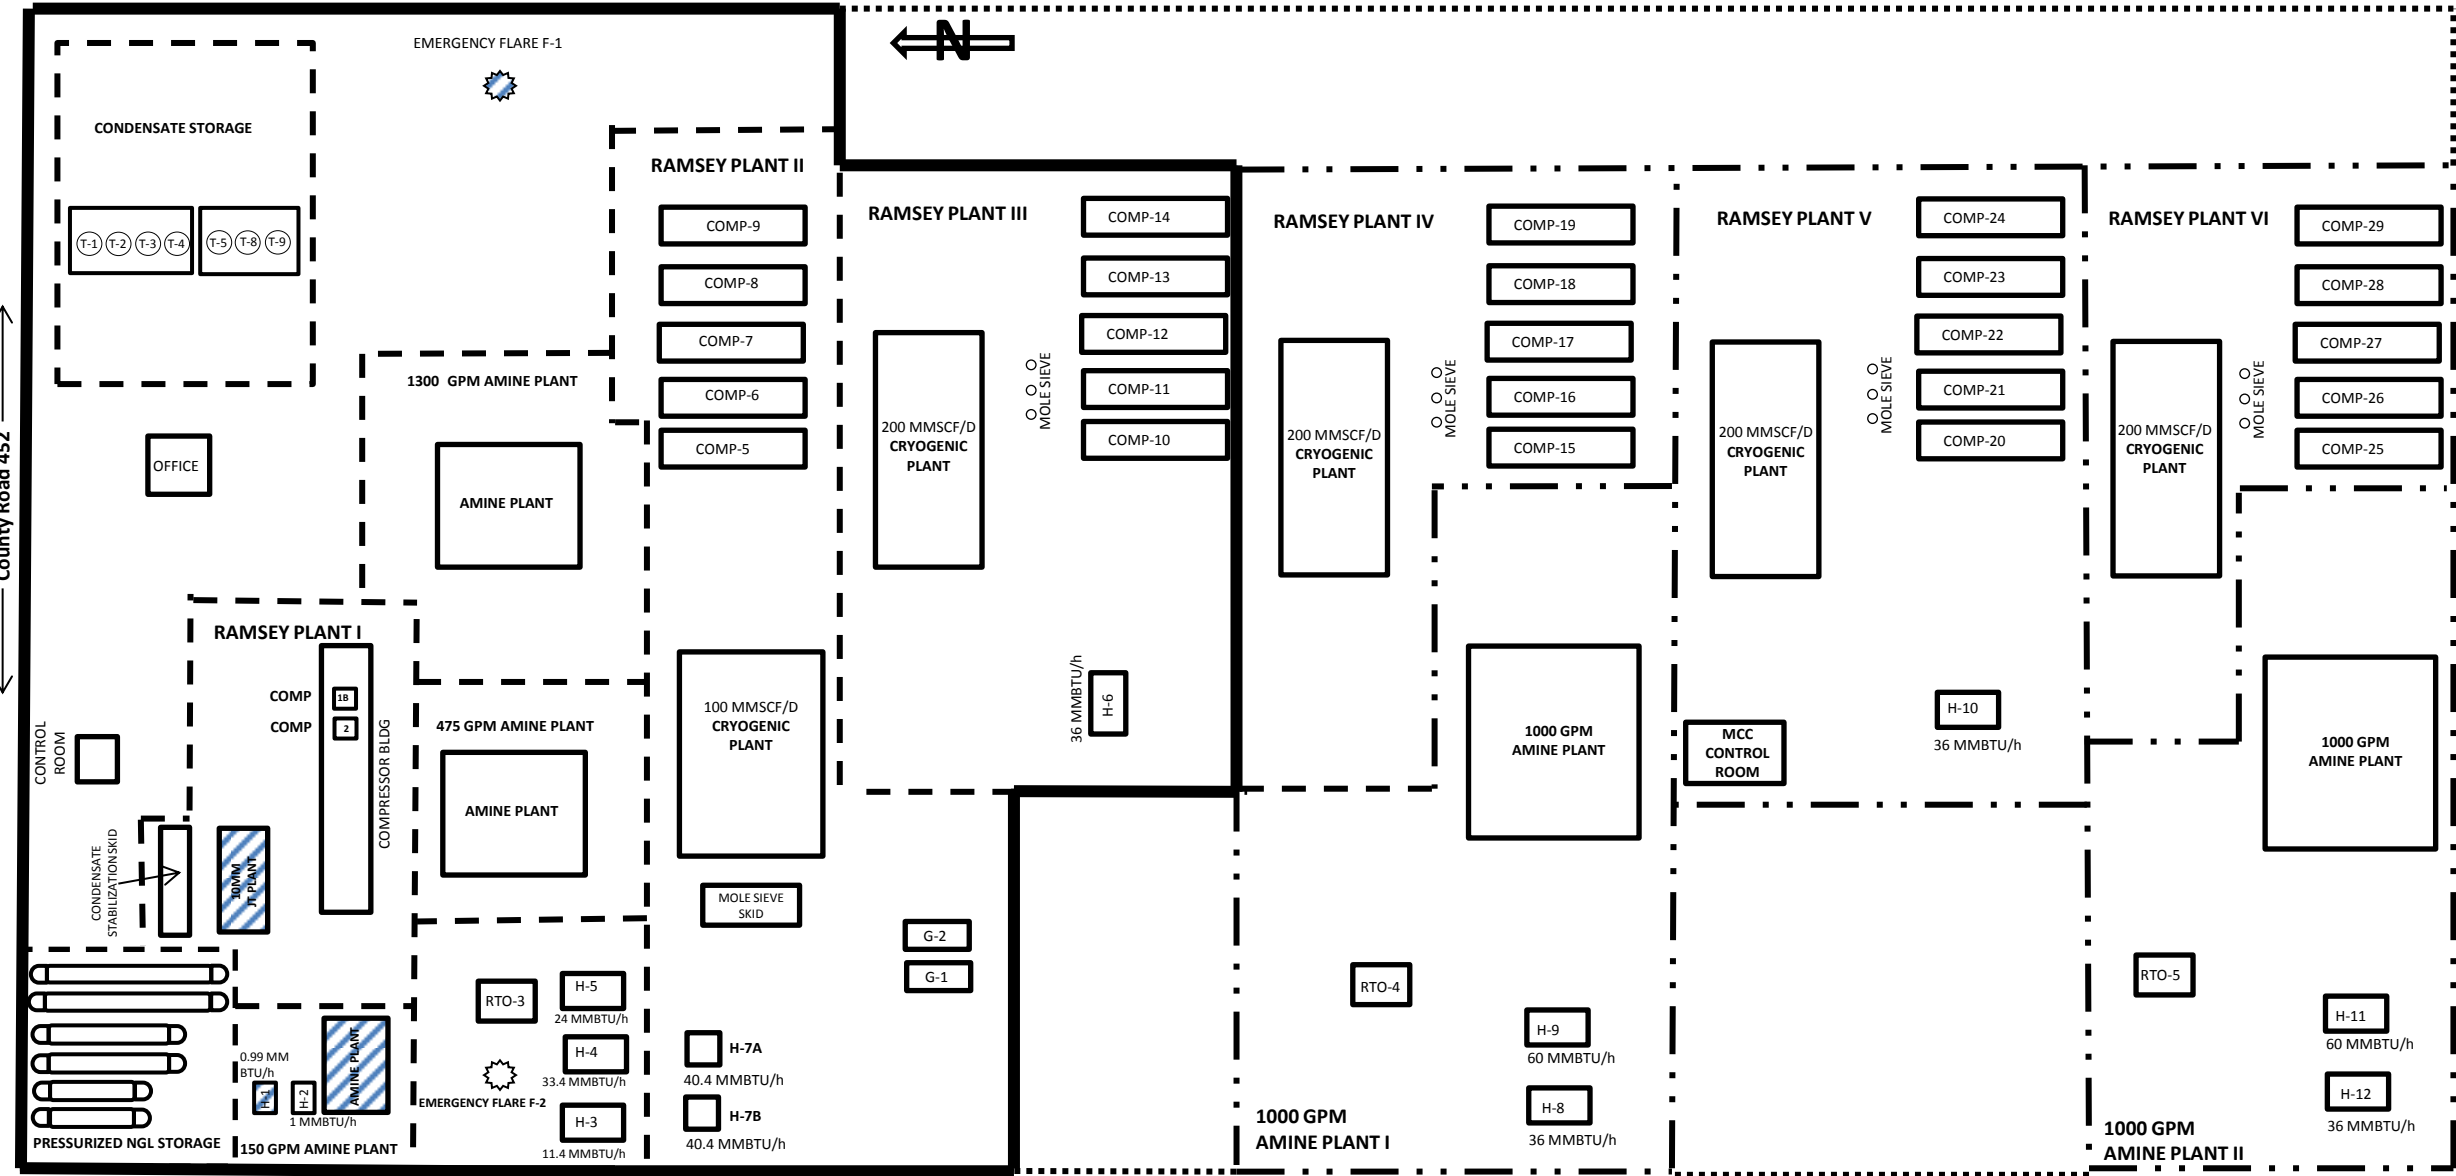 EMERGENCY FLARE F-1
N
CONDENSATE STORAGE
T-1
T-2
T-3
T-4
T-5
T-8
T-9
County Road 452
OFFICE
1300 GPM AMINE PLANT
AMINE PLANT
RAMSEY PLANT I
COMP
1B
COMP
2
COMPRESSOR BLDG
CONTROL
ROOM
475 GPM AMINE PLANT
AMINE PLANT
CONDENSATE
STABILIZATION SKID
10MM
JT PLANT
PRESSURIZED NGL STORAGE
0.99 MM
BTU/h
H-1
H-2
1 MMBTU/h
AMINE PLANT
150 GPM AMINE PLANT
RTO-3
H-5
24 MMBTU/h
H-4
33.4 MMBTU/h
EMERGENCY FLARE F-2
H-3
11.4 MMBTU/h
RAMSEY PLANT II
COMP-9
COMP-8
COMP-7
COMP-6
COMP-5
100 MMSCF/D
CRYOGENIC
PLANT
MOLE SIEVE
SKID
G-2
G-1
H-7A
40.4 MMBTU/h
H-7B
40.4 MMBTU/h
RAMSEY PLANT III
COMP-14
COMP-13
COMP-12
COMP-11
COMP-10
MOLE SIEVE
200 MMSCF/D
CRYOGENIC
PLANT
36 MMBTU/h
H-6
RAMSEY PLANT IV
COMP-19
COMP-18
COMP-17
COMP-16
COMP-15
MOLE SIEVE
200 MMSCF/D
CRYOGENIC
PLANT
1000 GPM
AMINE PLANT
RTO-4
H-9
60 MMBTU/h
H-8
36 MMBTU/h
1000 GPM
AMINE PLANT I
RAMSEY PLANT V
COMP-24
COMP-23
COMP-22
COMP-21
COMP-20
MOLE SIEVE
200 MMSCF/D
CRYOGENIC
PLANT
H-10
36 MMBTU/h
MCC
CONTROL
ROOM
RAMSEY PLANT VI
COMP-29
COMP-28
COMP-27
COMP-26
COMP-25
MOLE SIEVE
200 MMSCF/D
CRYOGENIC
PLANT
1000 GPM
AMINE PLANT
RTO-5
H-11
60 MMBTU/h
H-12
36 MMBTU/h
1000 GPM
AMINE PLANT II